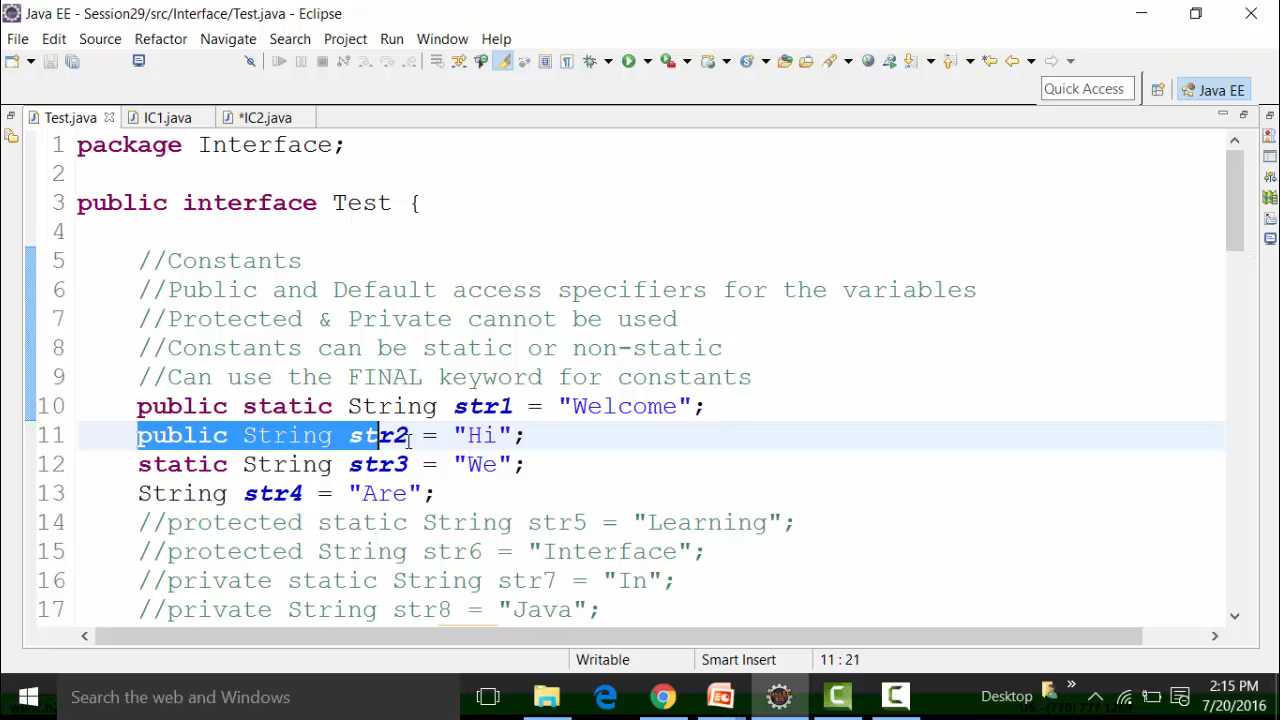 Java EE - Session29/src/Interface/Test.java - Eclipse
File Edit Source Refactor Navigate Search Project Run Window Help
Quick Access
Java EE
Test.java
IC1.java
*IC2.java
1 package Interface;
2
3 public interface Test {
4
5 //Constants
6 //Public and Default access specifiers for the variables
7 //Protected & Private cannot be used
8 //Constants can be static or non-static
9 //Can use the FINAL keyword for constants
10 public static String str1 = "Welcome";
11 public String str2 = "Hi";
12 static String str3 = "We";
13 String str4 = "Are";
14 //protected static String str5 = "Learning";
15 //protected String str6 = "Interface";
16 //private static String str7 = "In";
17 //private String str8 = "Java";
Writable
Smart Insert
11 : 21
Search the web and Windows
Desktop
2:15 PM
7/20/2016